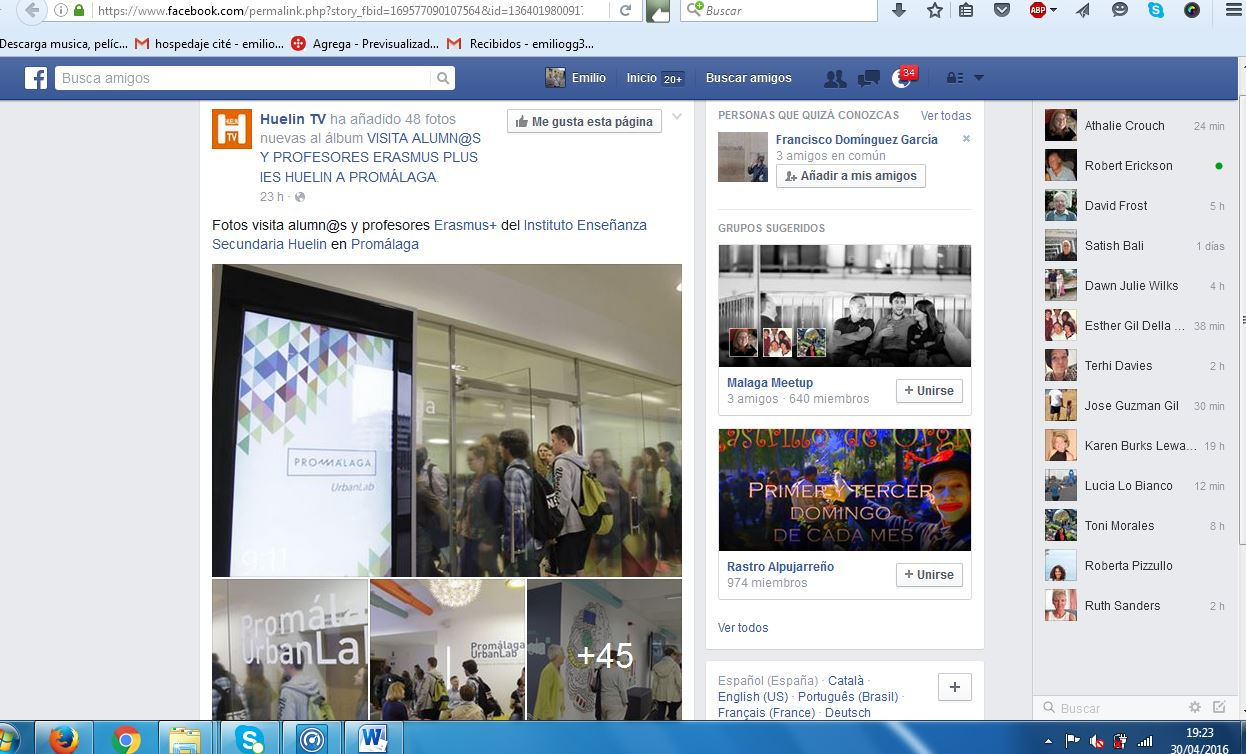 https://www.facebook.com/permalink.php?story_fbid=169577090107564&id=136401980091
Buscar
ABP
Descarga musica, pelíc...
hospedaje cité - emilio...
Agrega - Previsualizad...
Recibidos - emiliogg3...
Busca amigos
Emilio
Inicio 20+
Buscar amigos
34
HUELIN
TV
Huelin TV ha añadido 48 fotos
nuevas al álbum VISITA ALUMN@S
Y PROFESORES ERASMUS PLUS
IES HUELIN A PROMÁLAGA.
23 h ·
Me gusta esta página
Fotos visita alumn@s y profesores Erasmus+ del Instituto Enseñanza
Secundaria Huelin en Promálaga
PROMÁLAGA
UrbanLab
9:11
Promála
UrbanLa
Promálaga
UrbanLab
+45
PERSONAS QUE QUIZÁ CONOZCAS
Ver todas
Francisco Domínguez García
3 amigos en común
Añadir a mis amigos
GRUPOS SUGERIDOS
Malaga Meetup
3 amigos · 640 miembros
+ Unirse
PRIMER Y TERCER
DOMINGO
DE CADA MES
Rastro Alpujarreño
974 miembros
+ Unirse
Ver todos
Español (España) · Català ·
English (US) · Português (Brasil) ·
Français (France) · Deutsch
+
Athalie Crouch 24 min
Robert Erickson
David Frost 5 h
Satish Bali 1 días
Dawn Julie Wilks 4 h
Esther Gil Della ... 38 min
Terhi Davies 2 h
Jose Guzman Gil 30 min
Karen Burks Lewa... 19 h
Lucia Lo Bianco 12 min
Toni Morales 8 h
Roberta Pizzullo
Ruth Sanders 2 h
Buscar
19:23
30/04/2016